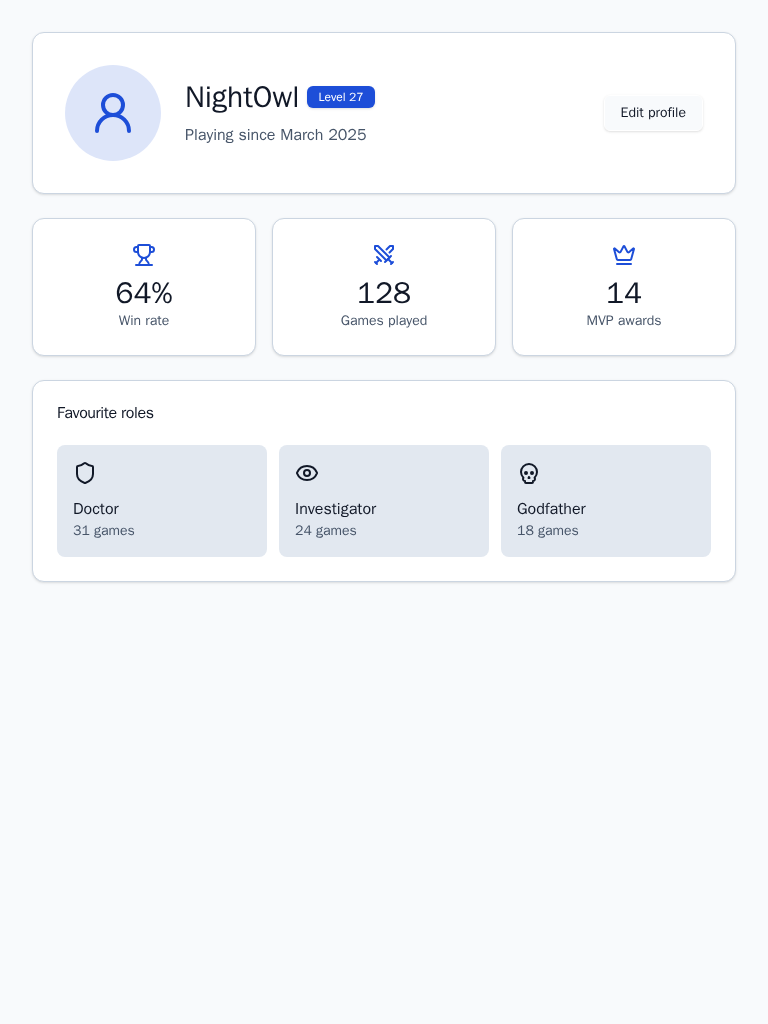 NightOwl Level 27
Playing since March 2025
Edit profile
64%
Win rate
128
Games played
14
MVP awards
Favourite roles
Doctor
31 games
Investigator
24 games
Godfather
18 games